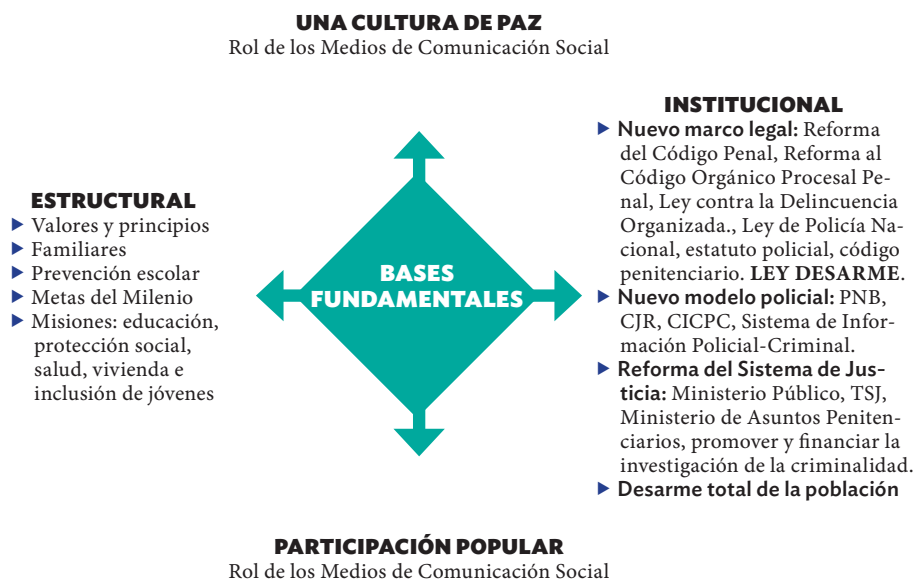 UNA CULTURA DE PAZ
Rol de los Medios de Comunicación Social
ESTRUCTURAL
▶ Valores y principios
▶ Familiares
▶ Prevención escolar
▶ Metas del Milenio
▶ Misiones: educación,
protección social,
salud, vivienda e
inclusión de jóvenes
BASES
FUNDAMENTALES
INSTITUCIONAL
▶ Nuevo marco legal: Reforma
del Código Penal, Reforma al
Código Orgánico Procesal Pe-
nal, Ley contra la Delincuencia
Organizada., Ley de Policía Na-
cional, estatuto policial, código
penitenciario. LEY DESARME.
▶ Nuevo modelo policial: PNB,
CJR, CICPC, Sistema de Infor-
mación Policial-Criminal.
▶ Reforma del Sistema de Jus-
ticia: Ministerio Público, TSJ,
Ministerio de Asuntos Peniten-
ciarios, promover y financiar la
investigación de la criminalidad.
▶ Desarme total de la población
PARTICIPACIÓN POPULAR
Rol de los Medios de Comunicación Social